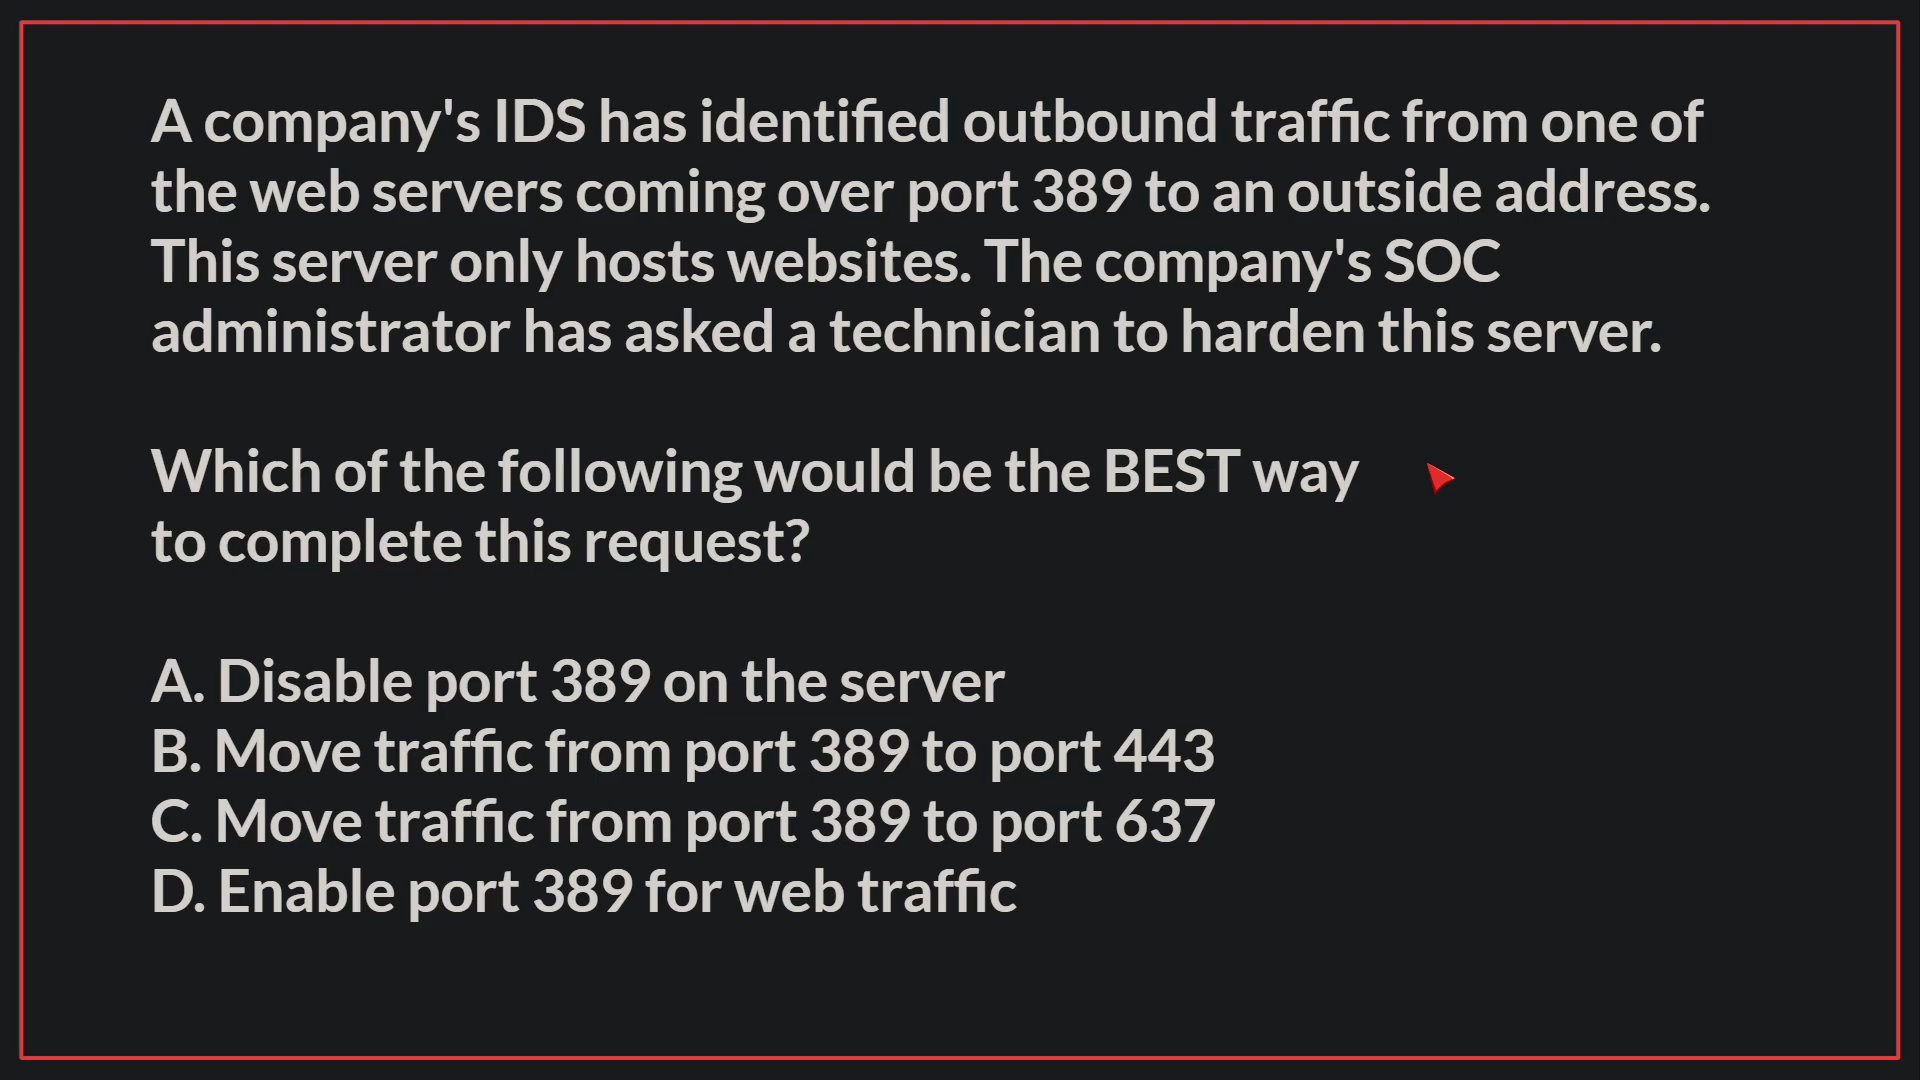 A company's IDS has identified outbound traffic from one of
the web servers coming over port 389 to an outside address.
This server only hosts websites. The company's SOC
administrator has asked a technician to harden this server.
Which of the following would be the BEST way
to complete this request?
A. Disable port 389 on the server
B. Move traffic from port 389 to port 443
C. Move traffic from port 389 to port 637
D. Enable port 389 for web traffic